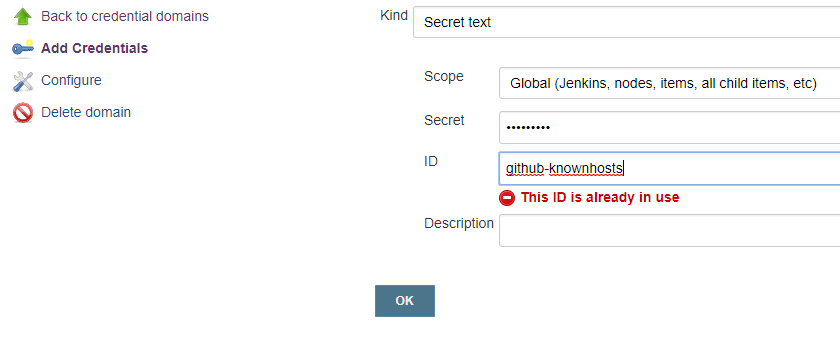 Back to credential domains
Add Credentials
Configure
Delete domain
Kind
Secret text
Scope
Global (Jenkins, nodes, items, all child items, etc)
Secret
•••••••••
ID
github-knownhosts
This ID is already in use
Description
OK